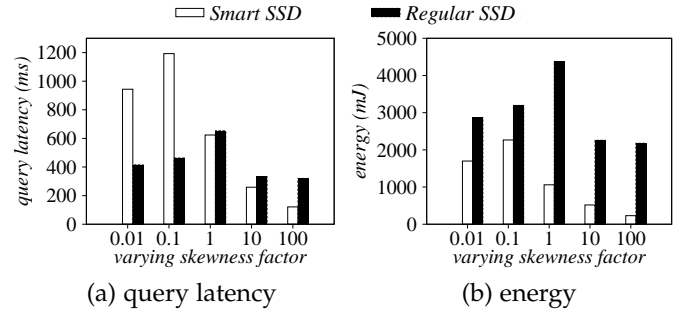 Smart SSD Regular SSD
query latency (ms)
1200
1000
800
600
400
200
0
0.01 0.1 1 10 100
varying skewness factor
(a) query latency
energy (mJ)
5000
4000
3000
2000
1000
0
0.01 0.1 1 10 100
varying skewness factor
(b) energy